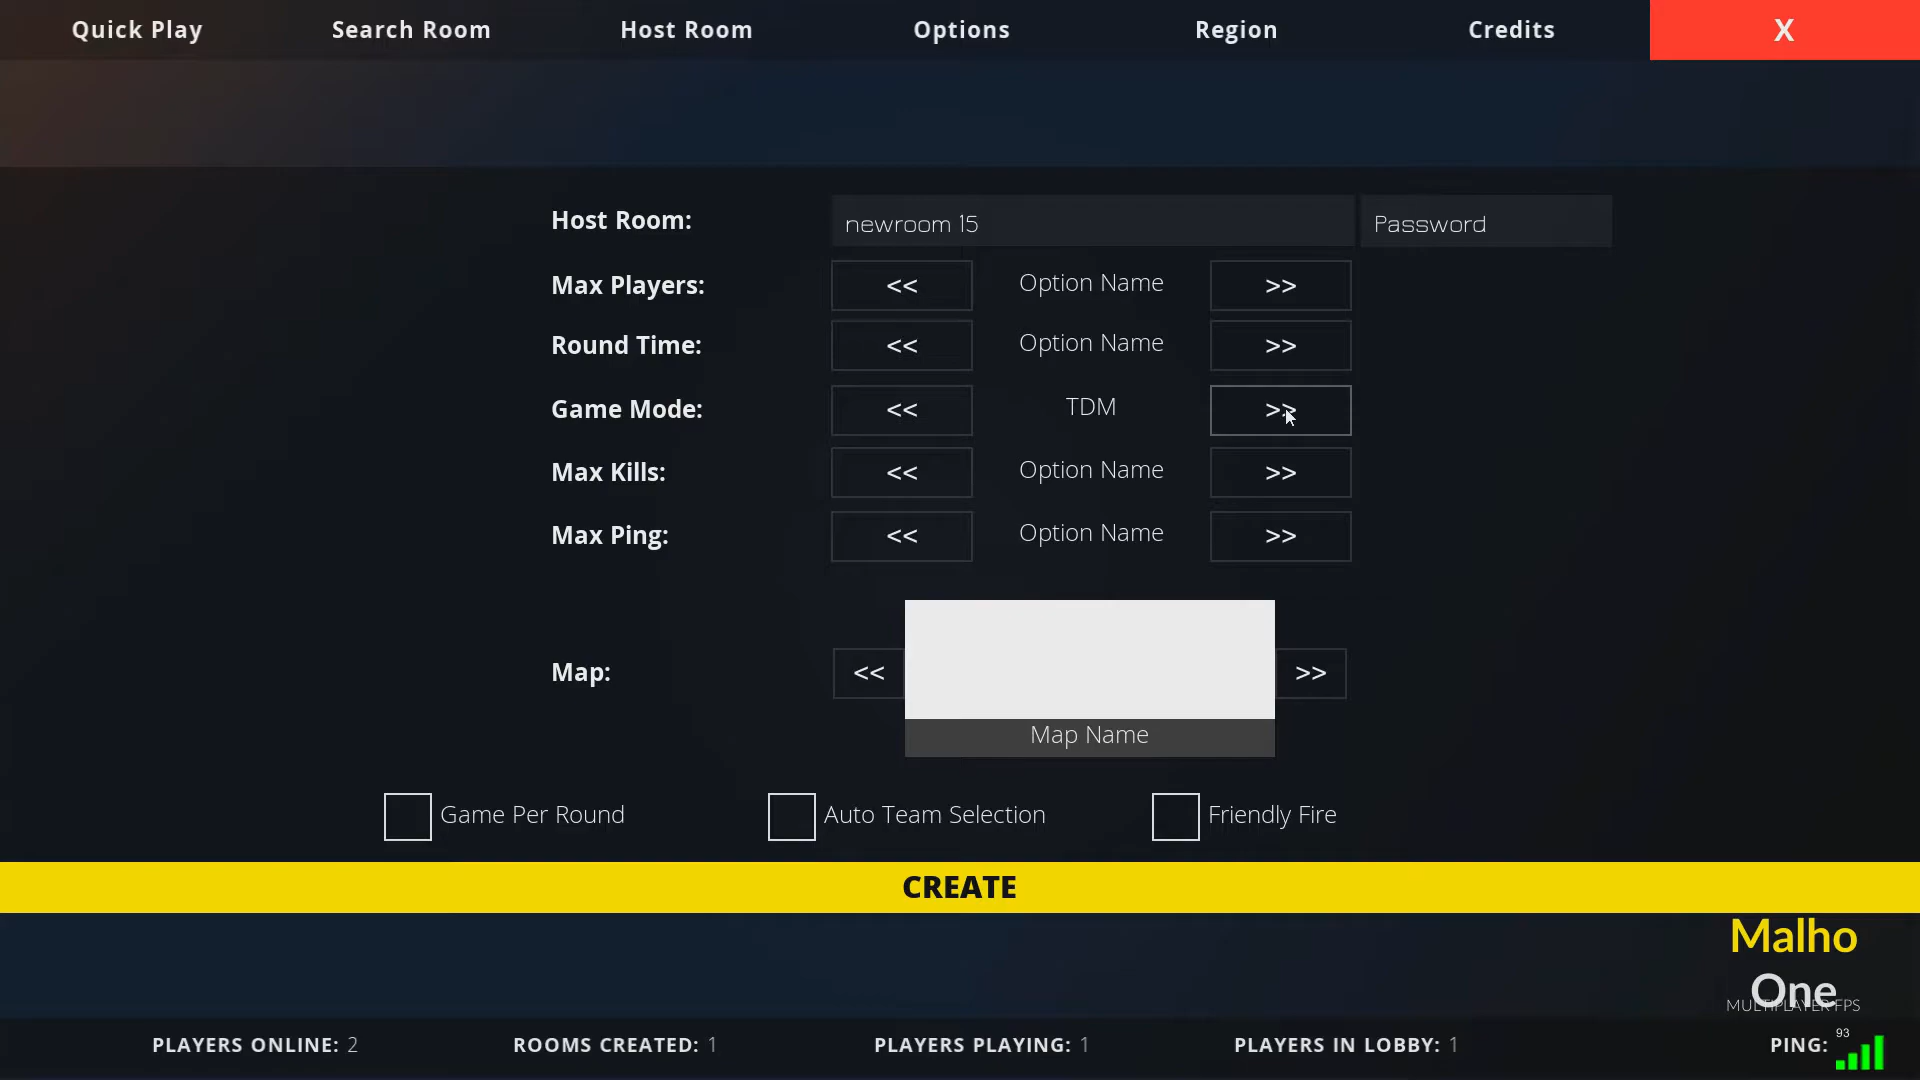 Quick Play Search Room Host Room Options Region Credits X
Host Room: newroom 15 Password
Max Players: << Option Name >>
Round Time: << Option Name >>
Game Mode: << TDM >>
Max Kills: << Option Name >>
Max Ping: << Option Name >>
Map: << >>
Map Name
Game Per Round Auto Team Selection Friendly Fire
CREATE
Malho
One
MULTIPLAYER FPS
PLAYERS ONLINE: 2 ROOMS CREATED: 1 PLAYERS PLAYING: 1 PLAYERS IN LOBBY: 1 PING: 93